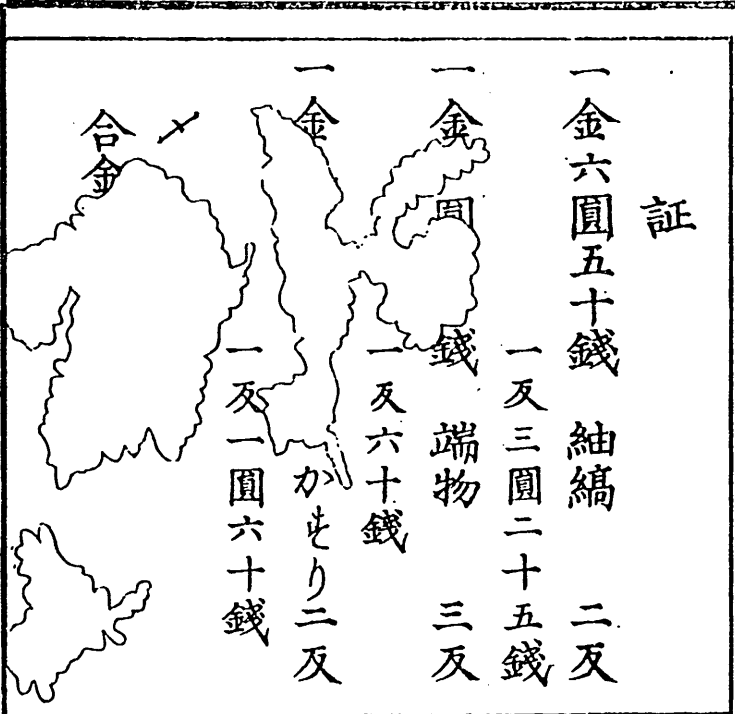 証
一金六圓五十錢 紬縞 二反
一反三圓二十五錢
一金 圓 錢 端物 三反
一反六十錢
一金 かすり二反
一反一圓六十錢
〆
合金